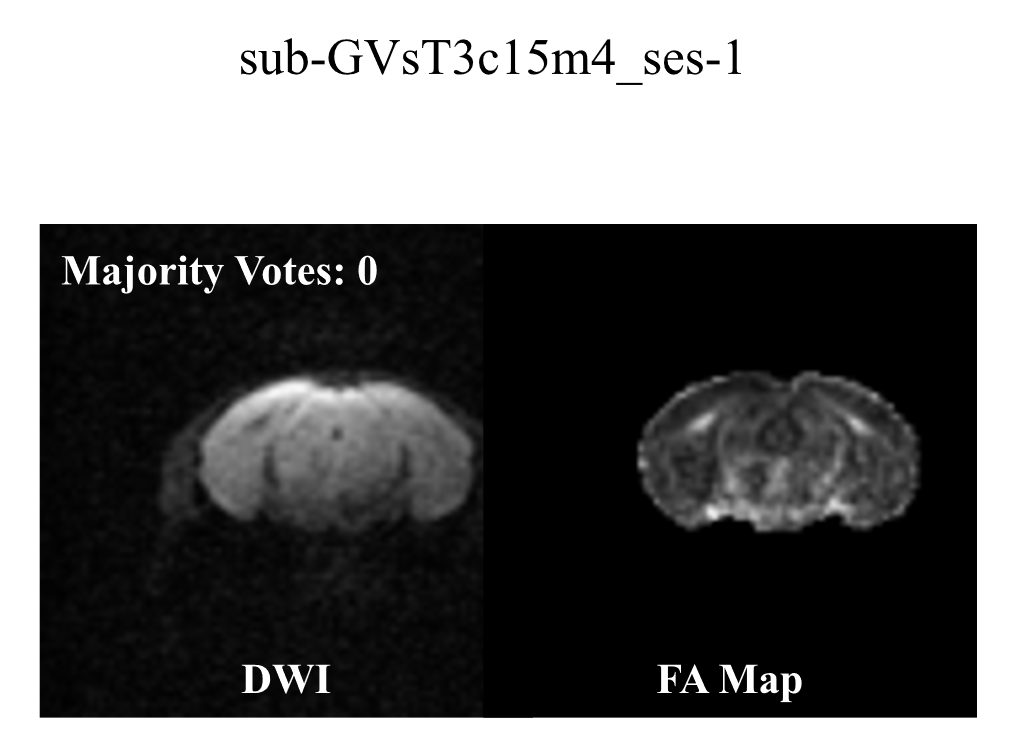 sub-GVsT3c15m4_ses-1
Majority Votes: 0
DWI
FA Map